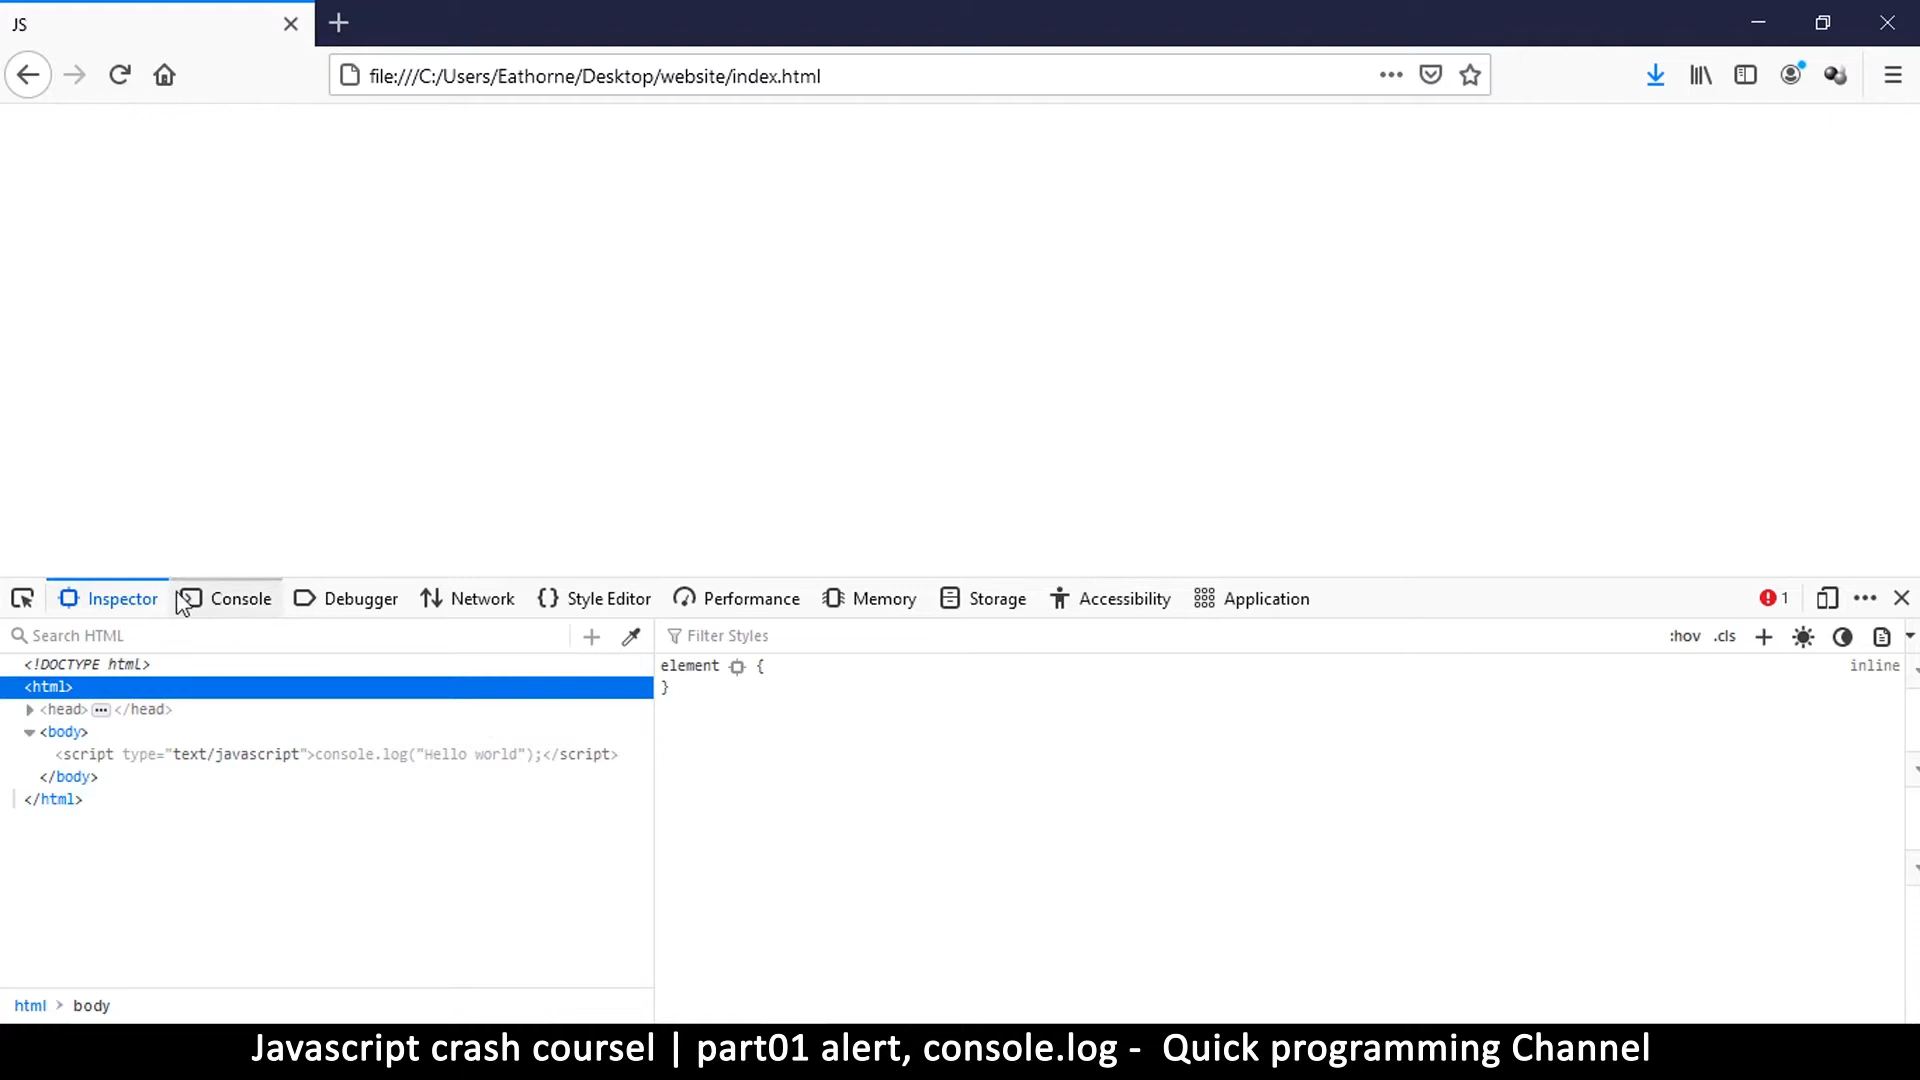 JS
file:///C:/Users/Eathorne/Desktop/website/index.html
Inspector Console Debugger Network Style Editor Performance Memory Storage Accessibility Application 1
Search HTML
Filter Styles
:hov .cls
<!DOCTYPE html>
<html>
<head> </head>
<body>
<script type="text/javascript">console.log("Hello world");</script>
</body>
</html>
element {
inline
}
html > body
Javascript crash coursel | part01 alert, console.log - Quick programming Channel